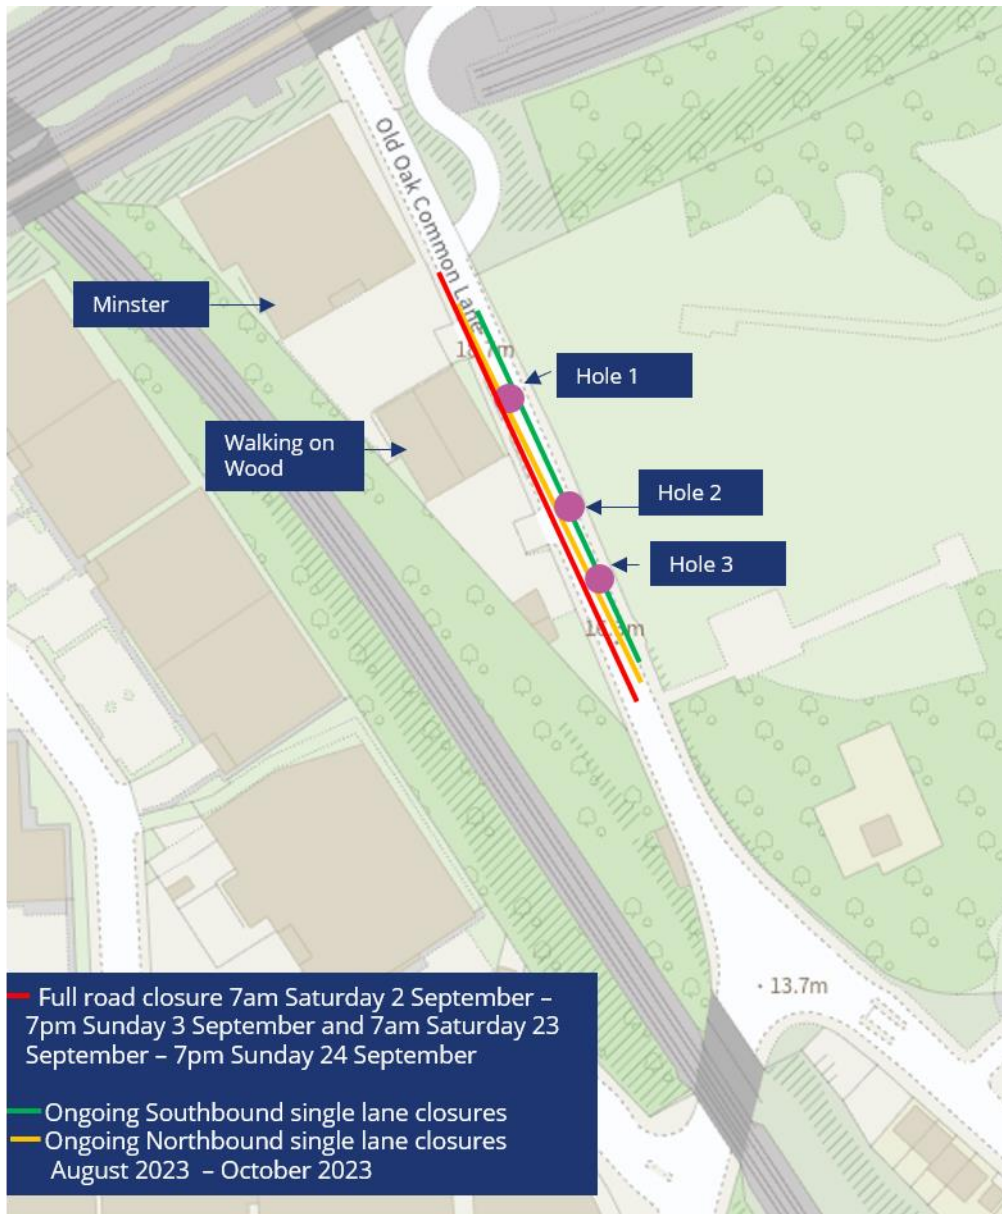 Old Oak Common Lane
Minster
Hole 1
Walking on
Wood
Hole 2
Hole 3
13.7m
Full road closure 7am Saturday 2 September –
7pm Sunday 3 September and 7am Saturday 23
September – 7pm Sunday 24 September
Ongoing Southbound single lane closures
Ongoing Northbound single lane closures
August 2023 – October 2023